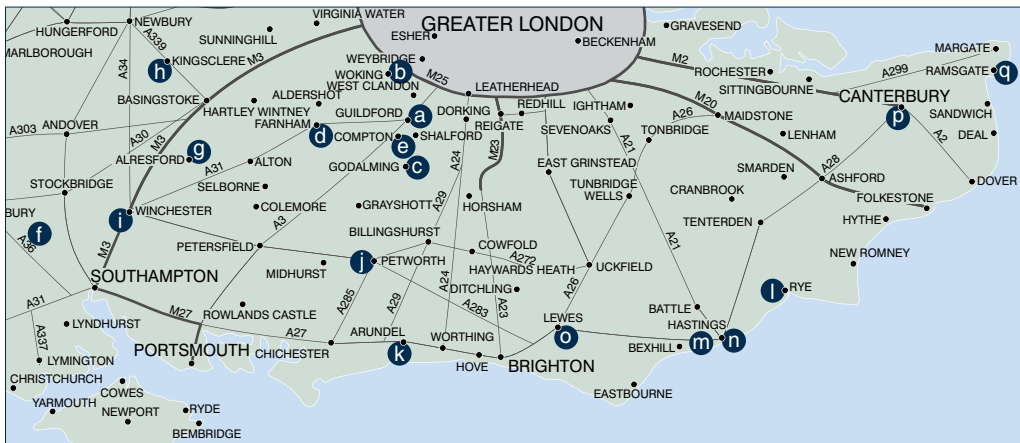 VIRGINIA WATER
GREATER LONDON
GRAVESEND
HUNGERFORD
NEWBURY
SUNNINGHILL
ESHER
BECKENHAM
MARGATE
MARLBOROUGH
A339
KINGSCLERE
M3
WEYBRIDGE
M2
ROCHESTER
A299
RAMSGATE
q
h
A34
WOKING
b
M25
SITTINGBOURNE
WEST CLANDON
LEATHERHEAD
CANTERBURY
BASINGSTOKE
HARTLEY WINTNEY
ALDERSHOT
GUILDFORD
a
DORKING
REDHILL
IGHTHAM
M20
SANDWICH
FARNHAM
REIGATE
A26
MAIDSTONE
p
A303
ANDOVER
A30
d
COMPTON
SHALFORD
SEVENOAKS
TONBRIDGE
LENHAM
A2
DEAL
e
M23
A21
M3
g
ALRESFORD
A31
ALTON
GODALMING
c
A24
EAST GRINSTEAD
SMARDEN
A28
ASHFORD
STOCKBRIDGE
SELBORNE
TUNBRIDGE
WELLS
CRANBROOK
DOVER
BURY
i
WINCHESTER
COLEMORE
GRAYSHOTT
A29
HORSHAM
FOLKESTONE
f
A3
TENTERDEN
HYTHE
A36
M3
PETERSFIELD
BILLINGSHURST
COWFOLD
A272
A21
j
PETWORTH
HAYWARDS HEATH
UCKFIELD
NEW ROMNEY
SOUTHAMPTON
MIDHURST
A24
DITCHLING
A26
l
RYE
A31
M27
ROWLANDS CASTLE
A285
A29
A283
A23
BATTLE
LYNDHURST
A337
A27
ARUNDEL
WORTHING
LEWES
HASTINGS
PORTSMOUTH
CHICHESTER
k
o
m
n
BEXHILL
LYMINGTON
HOVE
BRIGHTON
CHRISTCHURCH
COWES
EASTBOURNE
YARMOUTH
NEWPORT
RYDE
BEMBRIDGE